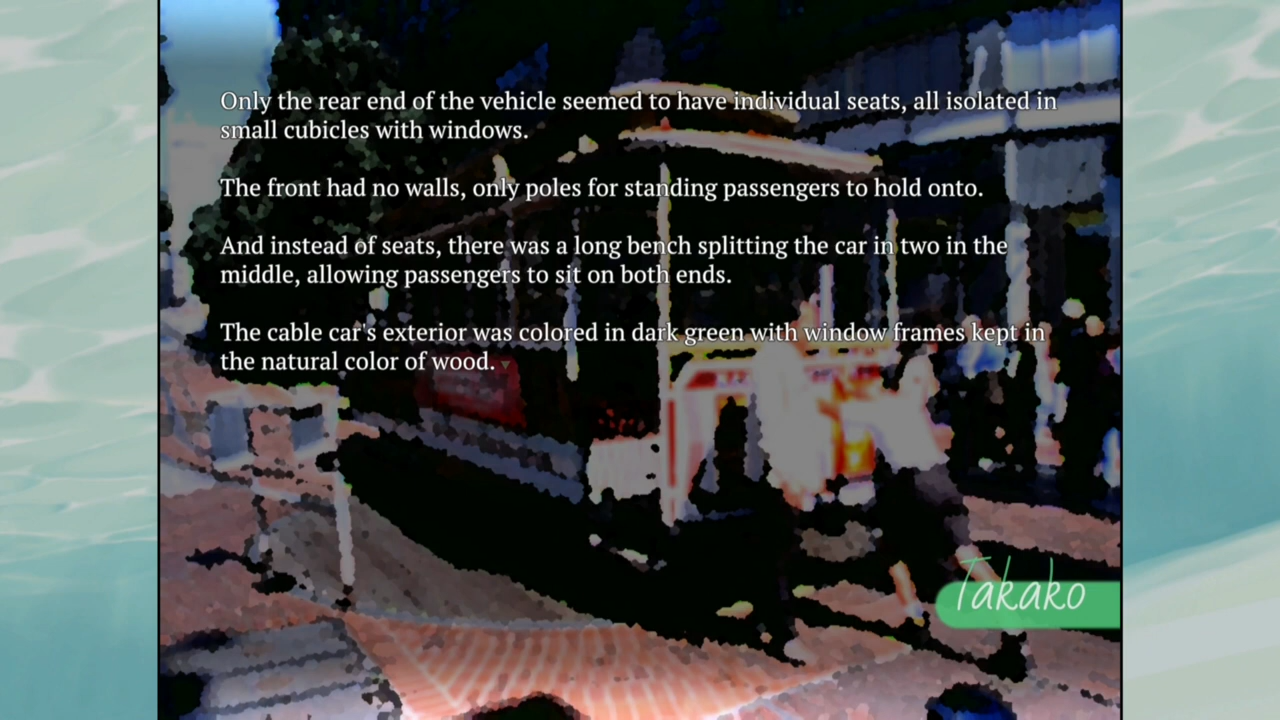 Only the rear end of the vehicle seemed to have individual seats, all isolated in
small cubicles with windows.
The front had no walls, only poles for standing passengers to hold onto.
And instead of seats, there was a long bench splitting the car in two in the
middle, allowing passengers to sit on both ends.
The cable car's exterior was colored in dark green with window frames kept in
the natural color of wood.
Takako